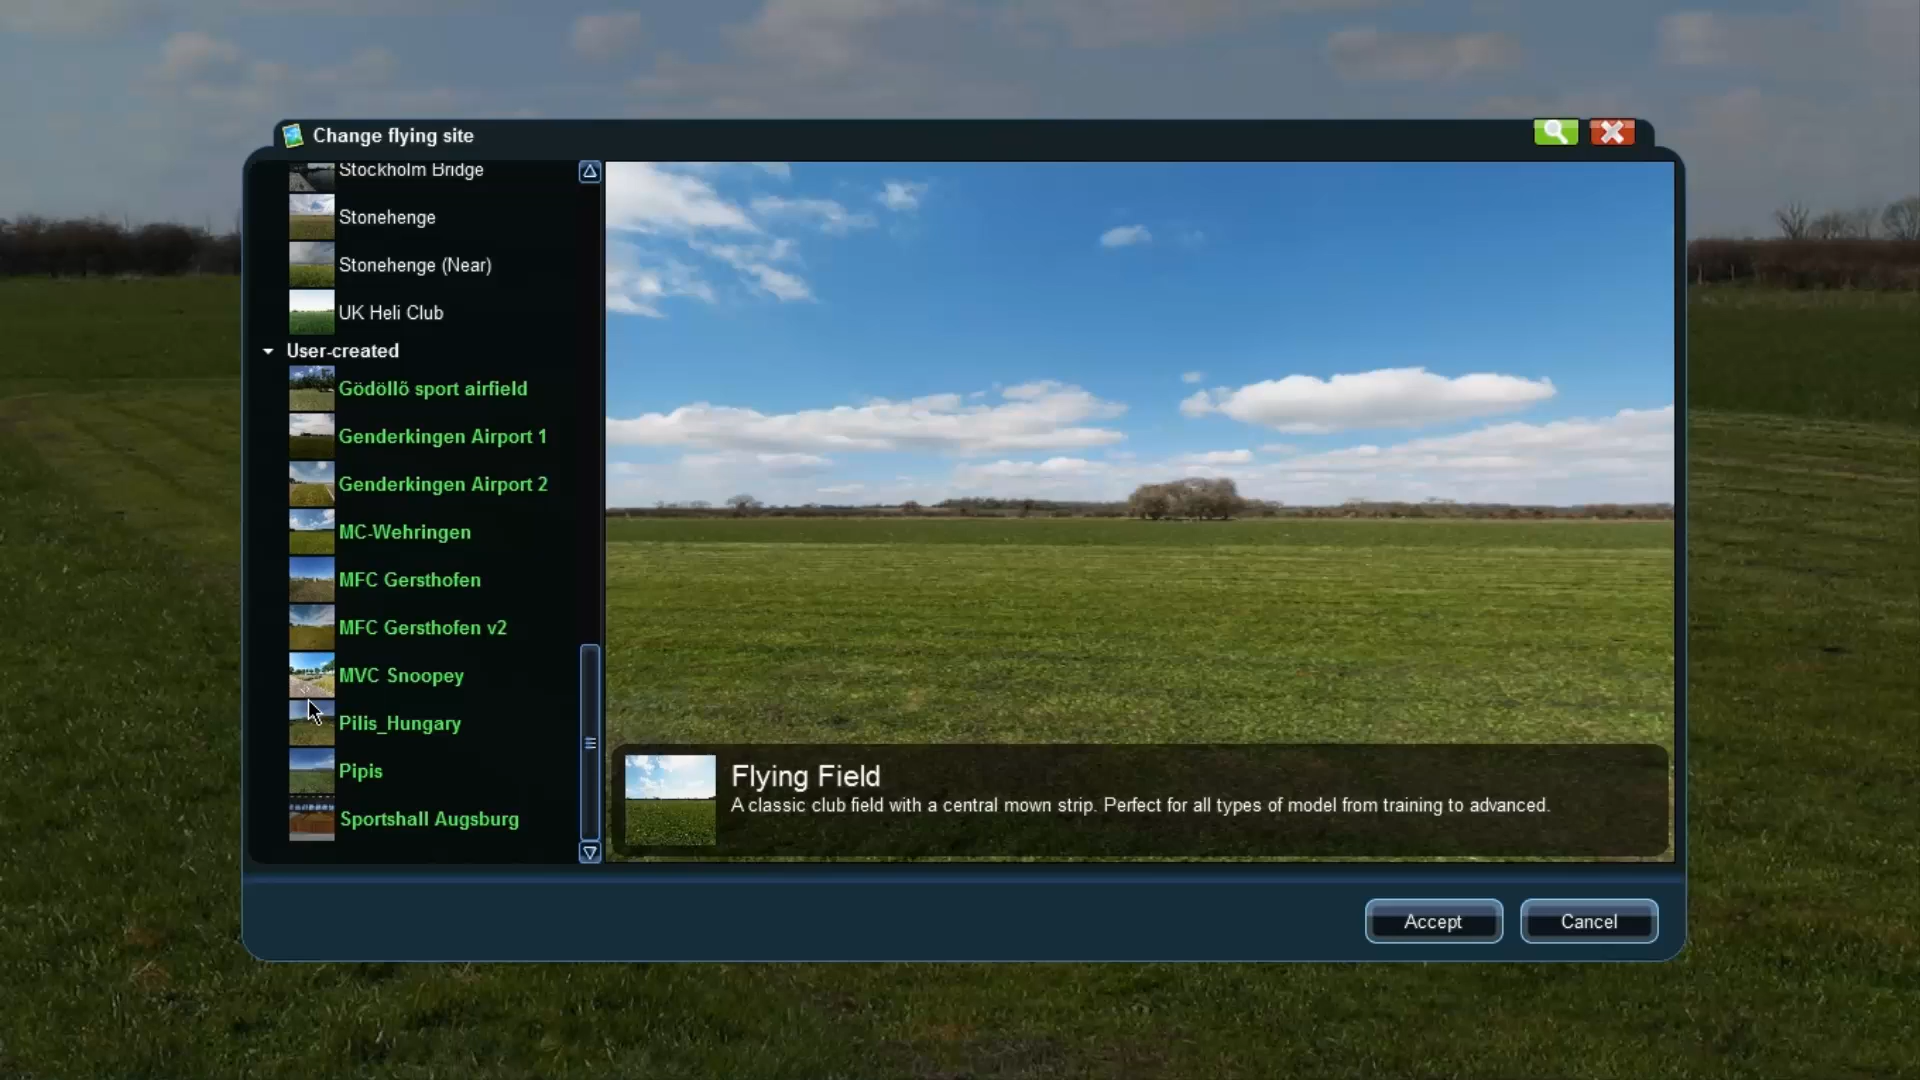 Change flying site
Stockholm Bridge
Stonehenge
Stonehenge (Near)
UK Heli Club
User-created
Gödöllő sport airfield
Genderkingen Airport 1
Genderkingen Airport 2
MC-Wehringen
MFC Gersthofen
MFC Gersthofen v2
MVC Snoopey
Pilis_Hungary
Pipis
Sportshall Augsburg
Flying Field
A classic club field with a central mown strip. Perfect for all types of model from training to advanced.
Accept
Cancel